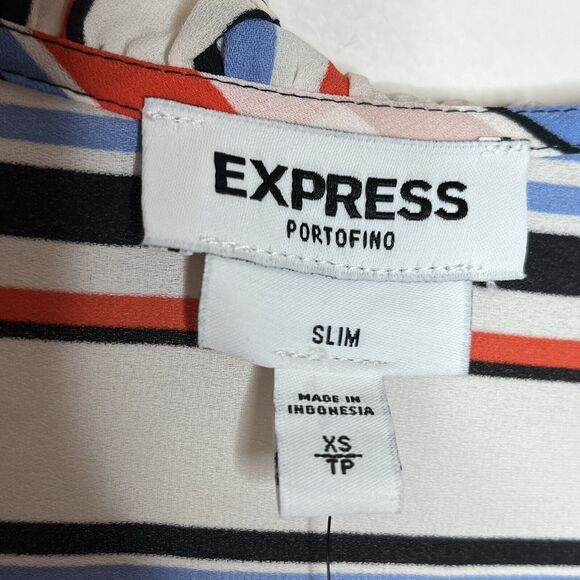 EXPRESS
PORTOFINO
SLIM
MADE IN
INDONESIA
XS
TP